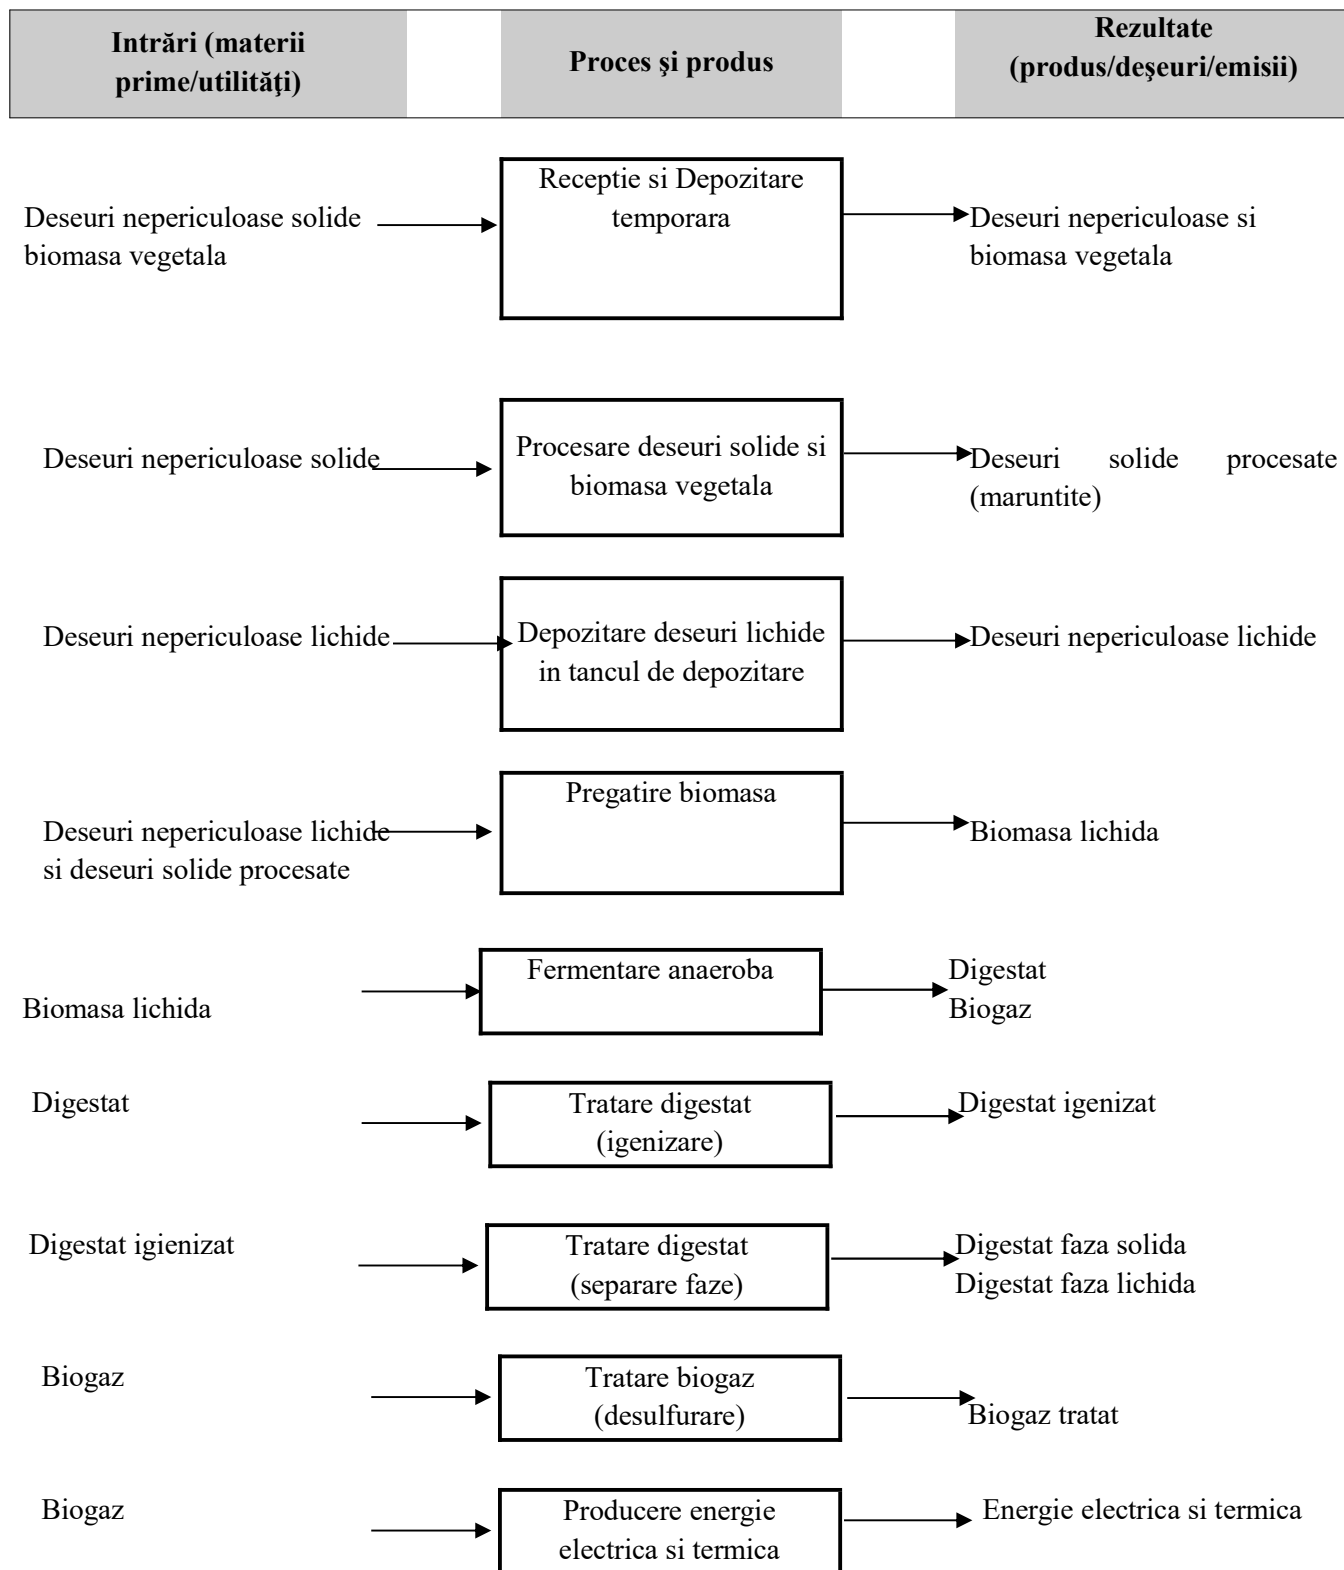 Intrări (materii
prime/utilităţi)
Proces şi produs
Rezultate
(produs/deşeuri/emisii)
Deseuri nepericuloase solide
biomasa vegetala
Receptie si Depozitare
temporara
Deseuri nepericuloase si
biomasa vegetala
Deseuri nepericuloase solide
Procesare deseuri solide si
biomasa vegetala
Deseuri solide procesate
(maruntite)
Deseuri nepericuloase lichide
Depozitare deseuri lichide
in tancul de depozitare
Deseuri nepericuloase lichide
Deseuri nepericuloase lichide
si deseuri solide procesate
Pregatire biomasa
Biomasa lichida
Biomasa lichida
Fermentare anaeroba
Digestat
Biogaz
Digestat
Tratare digestat
(igenizare)
Digestat igenizat
Digestat igienizat
Tratare digestat
(separare faze)
Digestat faza solida
Digestat faza lichida
Biogaz
Tratare biogaz
(desulfurare)
Biogaz tratat
Biogaz
Producere energie
electrica si termica
Energie electrica si termica